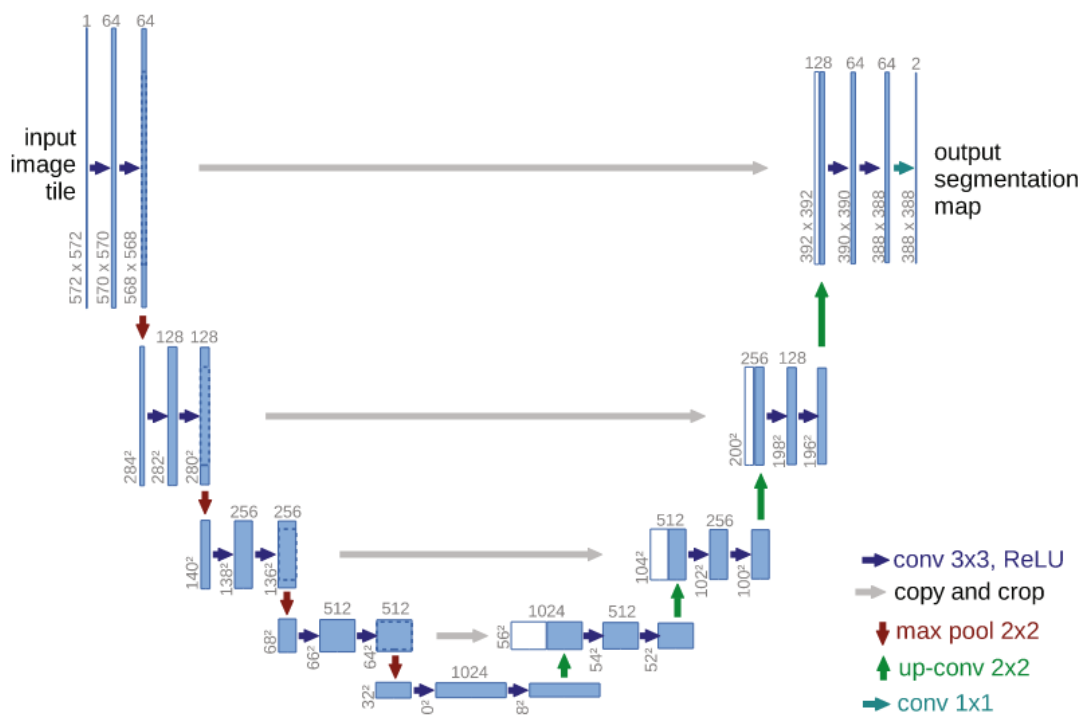 1 64 64
128 64 64 2
input
image
tile
output
segmentation
map
572 x 572
570 x 570
568 x 568
392 x 392
390 x 390
388 x 388
388 x 388
128 128
256 128
284²
282²
280²
200²
198²
196²
256 256
512 256
140²
138²
136²
104²
102²
100²
conv 3x3, ReLU
copy and crop
max pool 2x2
up-conv 2x2
conv 1x1
512 512
1024 512
68²
66²
64²
56²
54²
52²
1024
32²
0²
8²